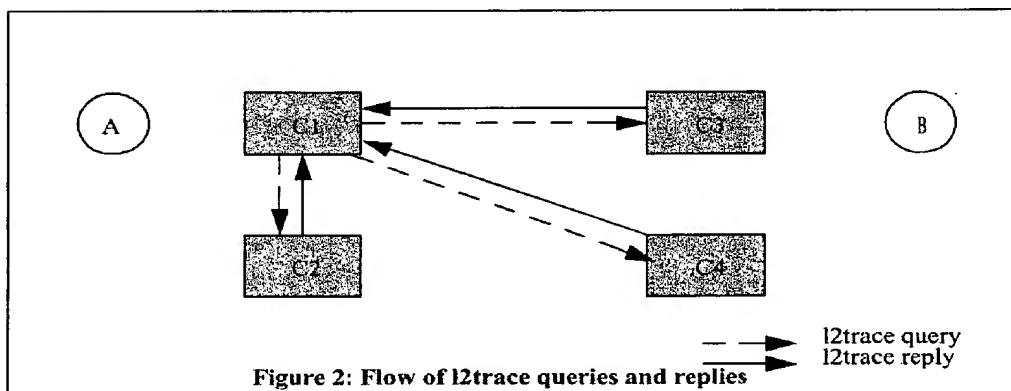 A
C1
C3
B
C2
C4
l2trace query
l2trace reply
Figure 2: Flow of l2trace queries and replies